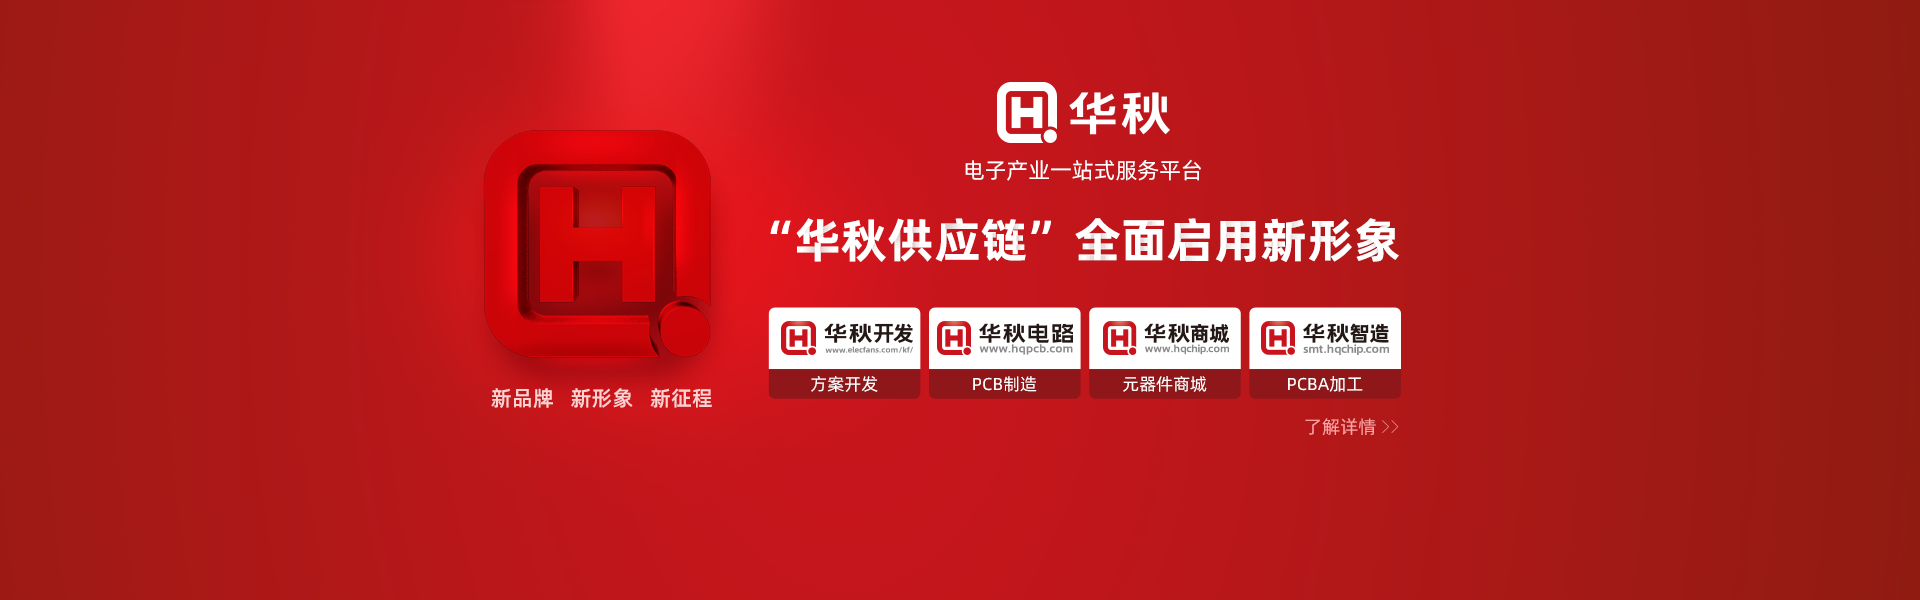 H
新品牌 新形象 新征程
H 华秋
电子产业一站式服务平台
“华秋供应链”全面启用新形象
H 华秋开发
www.elecfans.com/kf/
方案开发
H 华秋电路
www.hqpcb.com
PCB制造
H 华秋商城
www.hqchip.com
元器件商城
H 华秋智造
smt.hqchip.com
PCBA加工
了解详情 >>